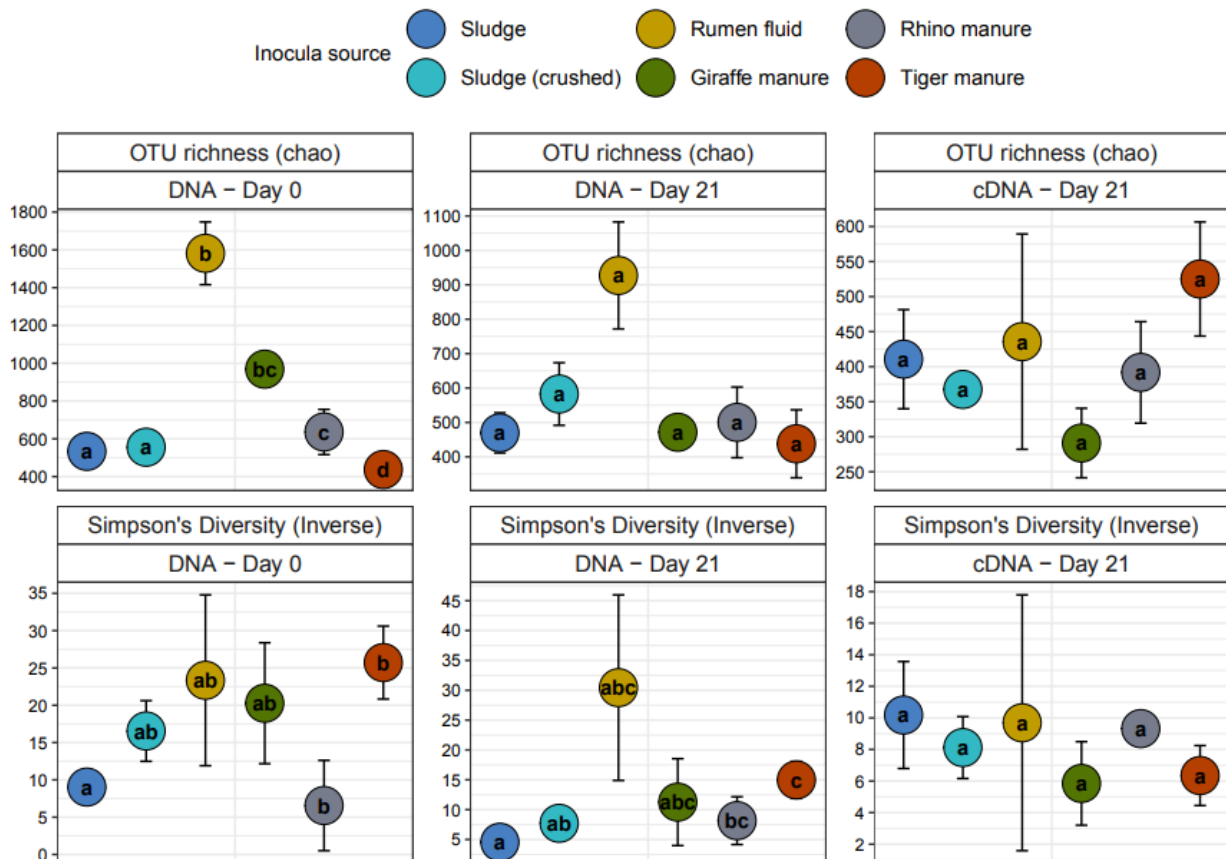 Inocula source
Sludge
Rumen fluid
Rhino manure
Sludge (crushed)
Giraffe manure
Tiger manure
OTU richness (chao)
DNA − Day 0
1800
1600
1400
1200
1000
800
600
400
a
a
b
bc
c
d
OTU richness (chao)
DNA − Day 21
1100
1000
900
800
700
600
500
400
a
a
a
a
a
a
OTU richness (chao)
cDNA − Day 21
600
550
500
450
400
350
300
250
a
a
a
a
a
a
Simpson's Diversity (Inverse)
DNA − Day 0
35
30
25
20
15
10
5
0
a
ab
ab
ab
b
b
Simpson's Diversity (Inverse)
DNA − Day 21
45
40
35
30
25
20
15
10
5
a
ab
abc
abc
bc
c
Simpson's Diversity (Inverse)
cDNA − Day 21
18
16
14
12
10
8
6
4
2
a
a
a
a
a
a